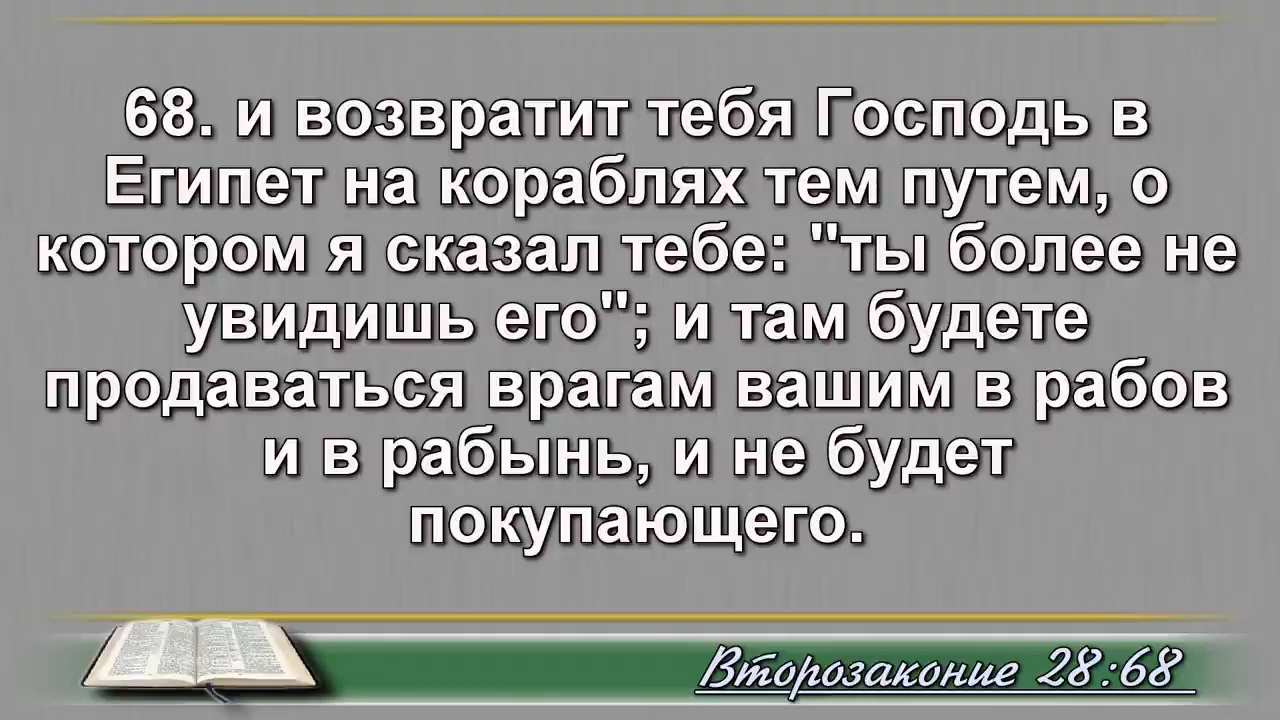 68. и возвратит тебя Господь в
Египет на кораблях тем путем, о
котором я сказал тебе: "ты более не
увидишь его"; и там будете
продаваться врагам вашим в рабов
и в рабынь, и не будет
покупающего.
Второзаконие 28:68